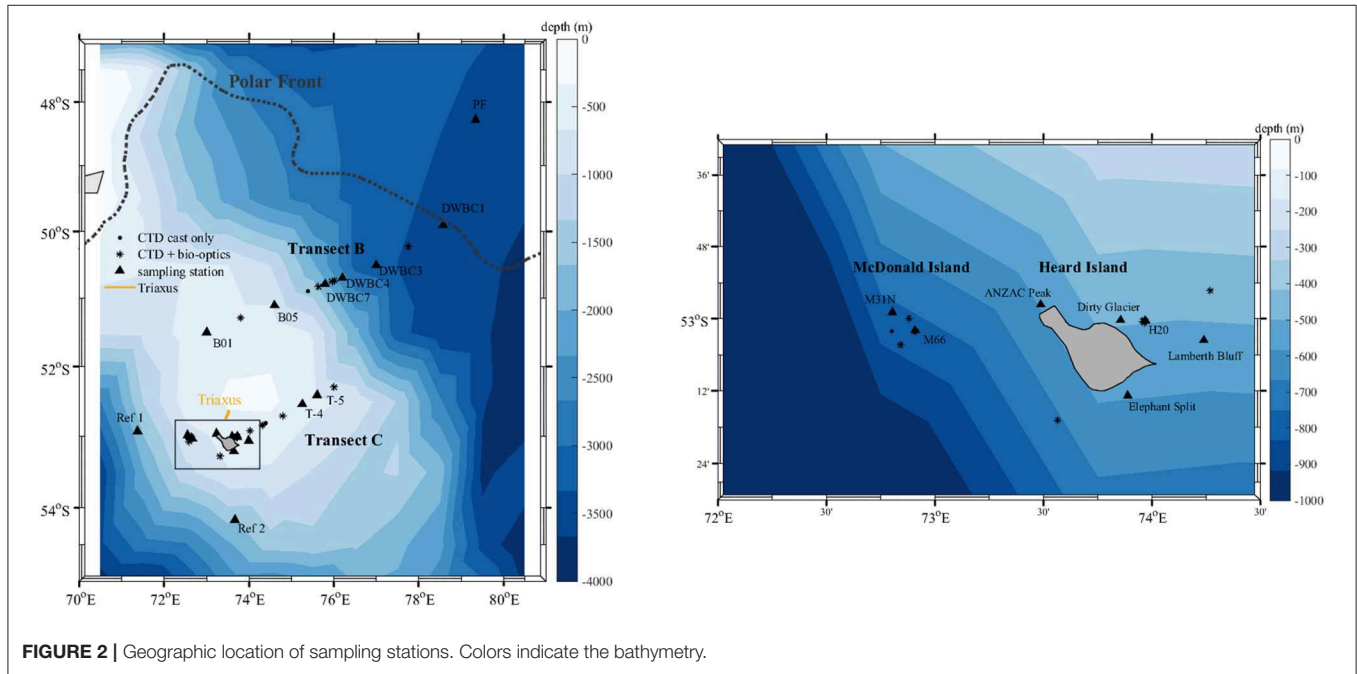 depth (m)
0
-500
-1000
-1500
-2000
-2500
-3000
-3500
-4000
48°S
50°S
52°S
54°S
70°E
72°E
74°E
76°E
78°E
80°E
Polar Front
PF
DWBC1
Transect B
DWBC3
DWBC4
DWBC7
CTD cast only
CTD + bio-optics
sampling station
Triaxus
B05
B01
Triaxus
T-5
T-4
Ref 1
Transect C
Ref 2
depth (m)
0
-100
-200
-300
-400
-500
-600
-700
-800
-900
-1000
36'
48'
53°S
12'
24'
72°E
30'
73°E
30'
74°E
30'
McDonald Island
Heard Island
M31N
ANZAC Peak
Dirty Glacier
M66
H20
Lamberth Bluff
Elephant Split
FIGURE 2 | Geographic location of sampling stations. Colors indicate the bathymetry.